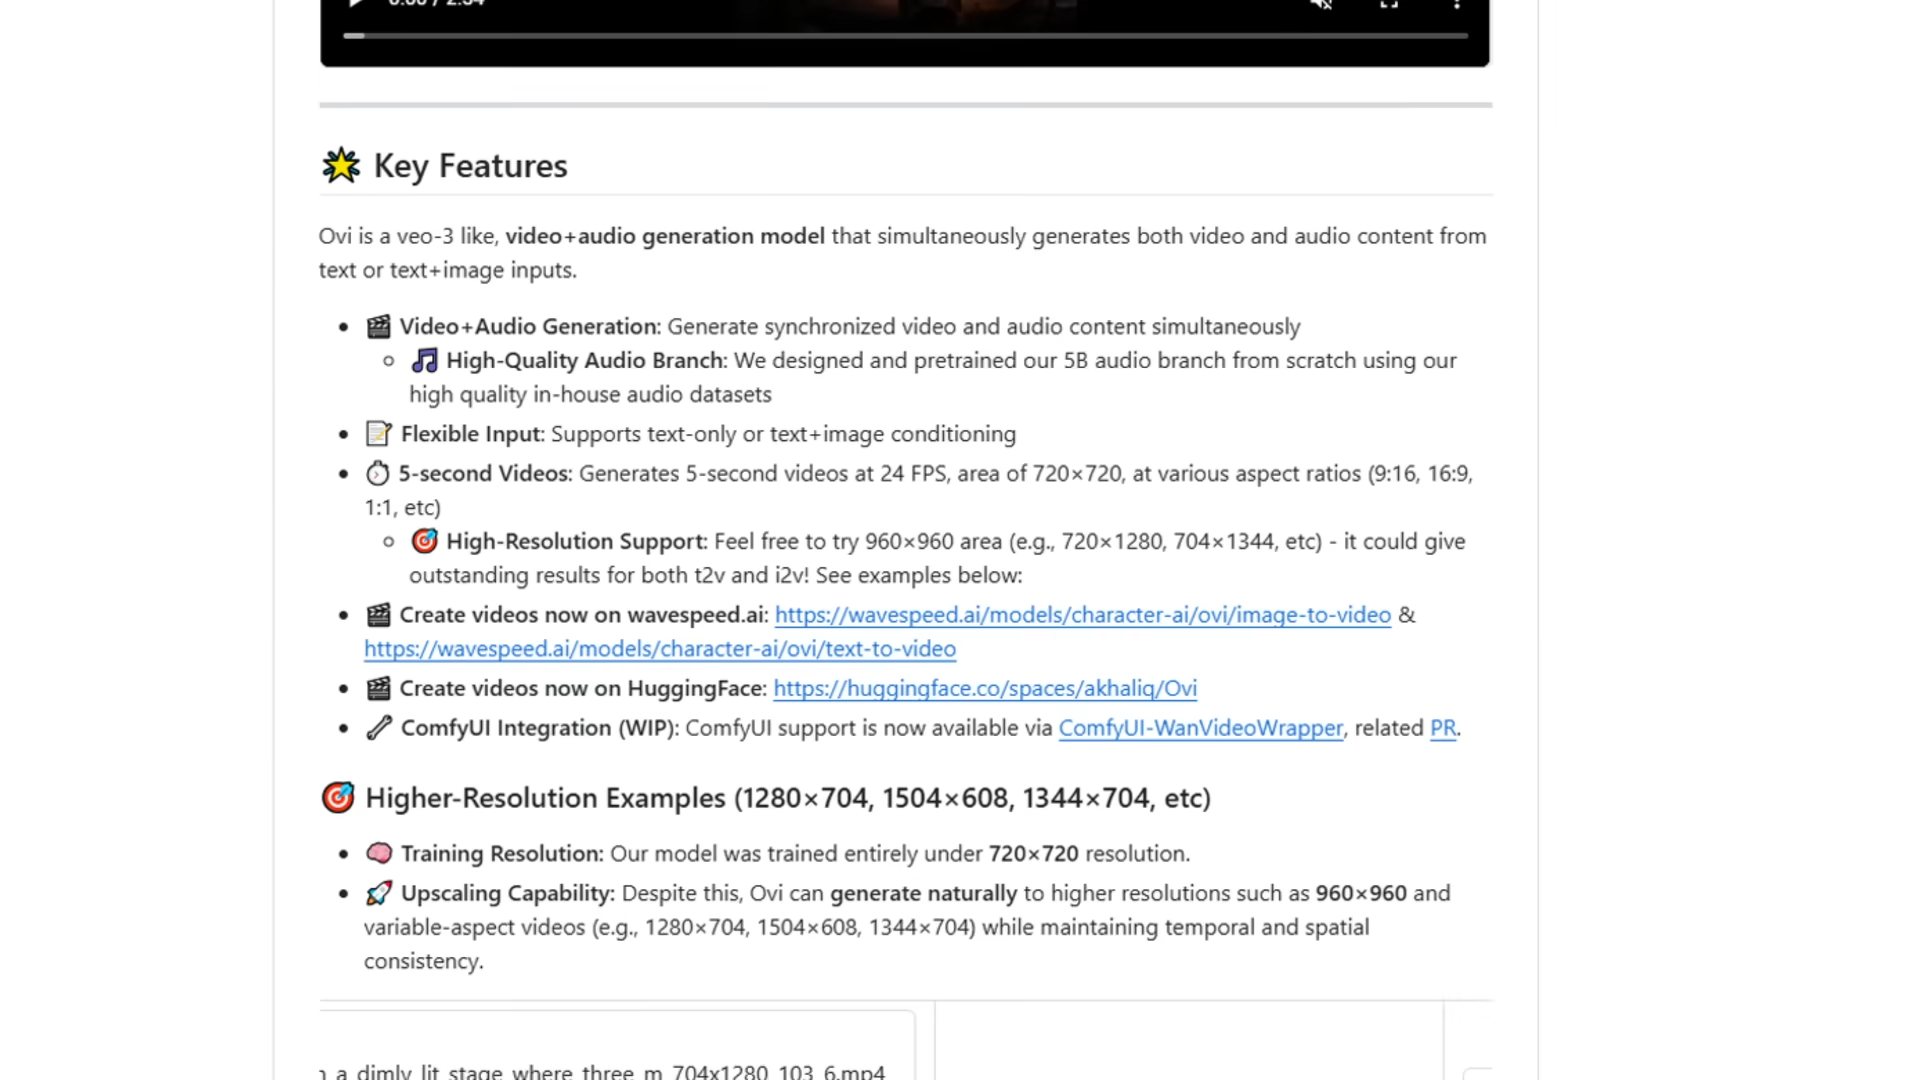 0:00 / 2:34
Key Features
Ovi is a veo-3 like, video+audio generation model that simultaneously generates both video and audio content from
text or text+image inputs.
Video+Audio Generation: Generate synchronized video and audio content simultaneously
High-Quality Audio Branch: We designed and pretrained our 5B audio branch from scratch using our
high quality in-house audio datasets
Flexible Input: Supports text-only or text+image conditioning
5-second Videos: Generates 5-second videos at 24 FPS, area of 720×720, at various aspect ratios (9:16, 16:9,
1:1, etc)
High-Resolution Support: Feel free to try 960×960 area (e.g., 720×1280, 704×1344, etc) - it could give
outstanding results for both t2v and i2v! See examples below:
Create videos now on wavespeed.ai: https://wavespeed.ai/models/character-ai/ovi/image-to-video &
https://wavespeed.ai/models/character-ai/ovi/text-to-video
Create videos now on HuggingFace: https://huggingface.co/spaces/akhaliq/Ovi
ComfyUI Integration (WIP): ComfyUI support is now available via ComfyUI-WanVideoWrapper, related PR.
Higher-Resolution Examples (1280×704, 1504×608, 1344×704, etc)
Training Resolution: Our model was trained entirely under 720×720 resolution.
Upscaling Capability: Despite this, Ovi can generate naturally to higher resolutions such as 960×960 and
variable-aspect videos (e.g., 1280×704, 1504×608, 1344×704) while maintaining temporal and spatial
consistency.
a_dimly_lit_stage_where_three_m_704x1280_103_6.mp4